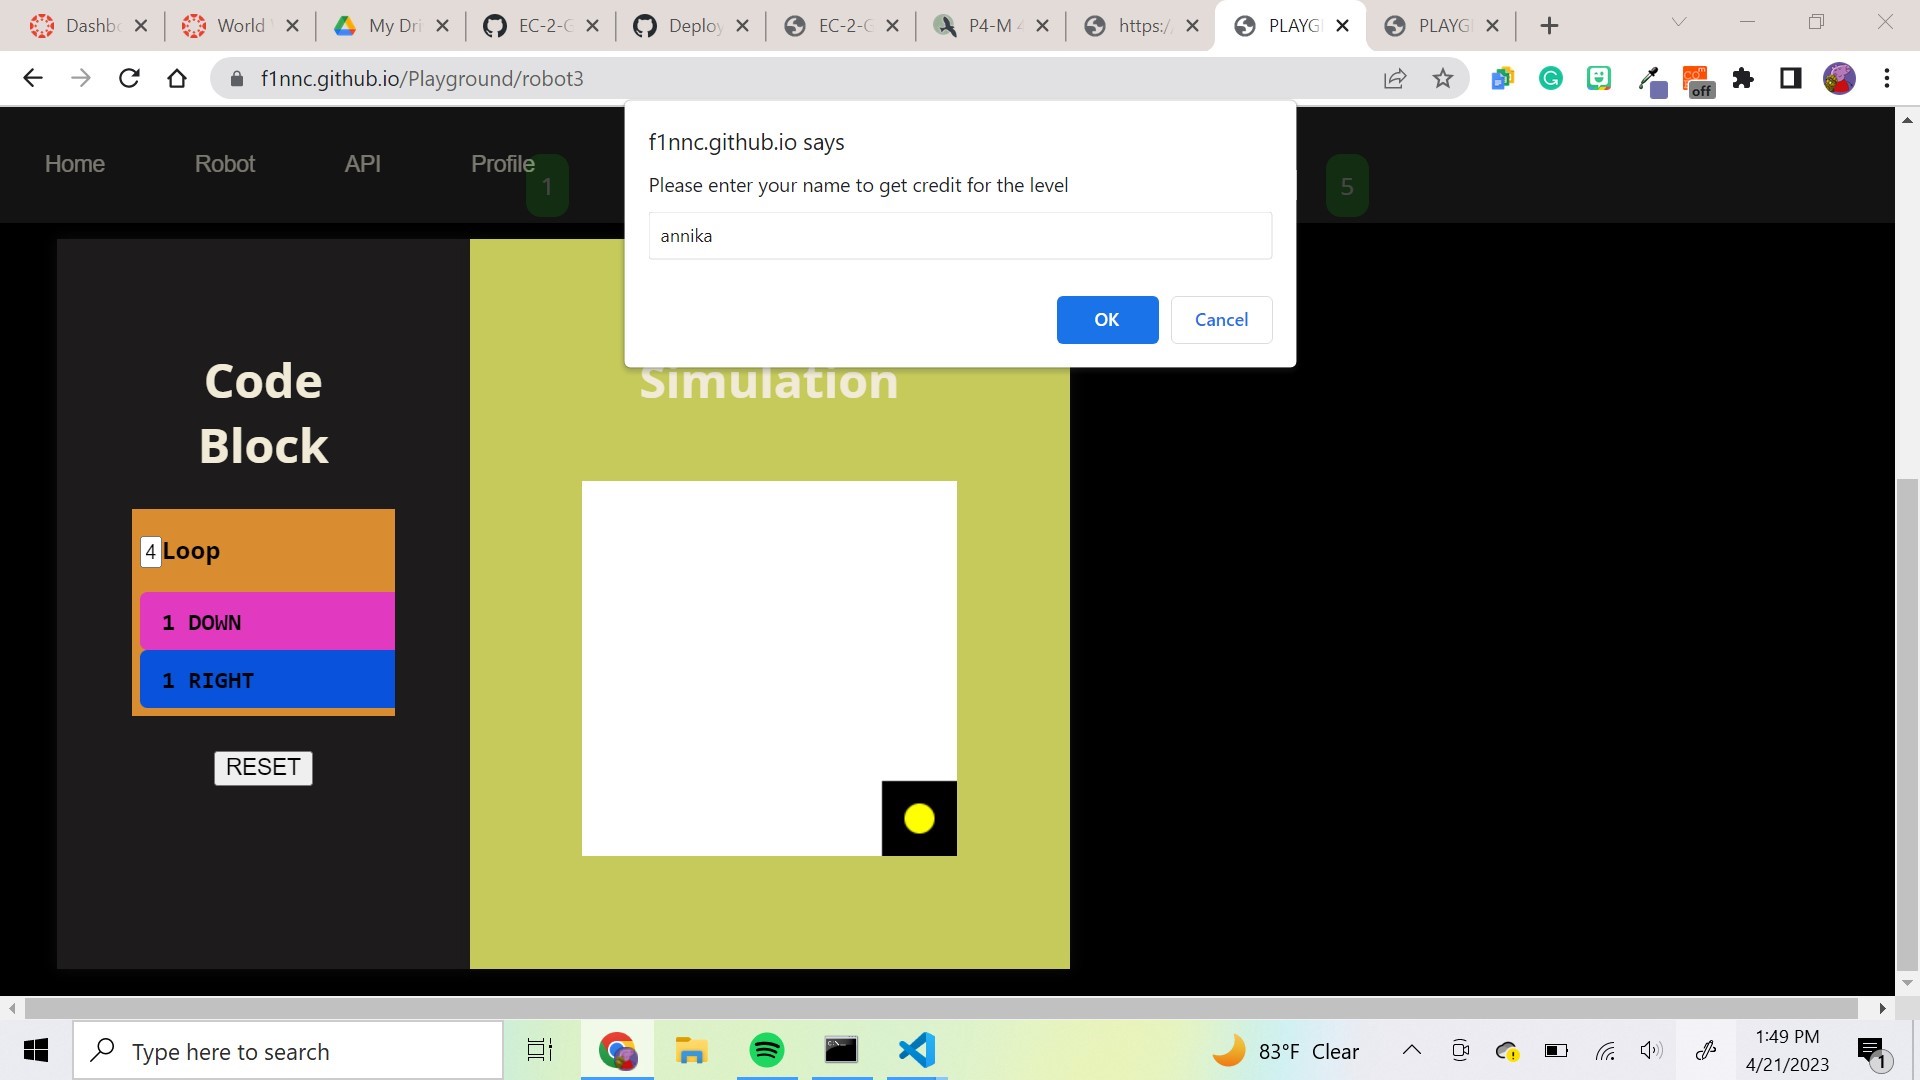 Dashbo
World
My Dri
EC-2-G
Deploy
EC-2-G
P4-M 4
https:/
PLAYG
PLAYG
f1nnc.github.io/Playground/robot3
off
Home
Robot
API
Profile
1
5
f1nnc.github.io says
Please enter your name to get credit for the level
annika
OK
Cancel
Code
Block
Simulation
4 Loop
1 DOWN
1 RIGHT
RESET
Type here to search
83°F Clear
1:49 PM
4/21/2023
1